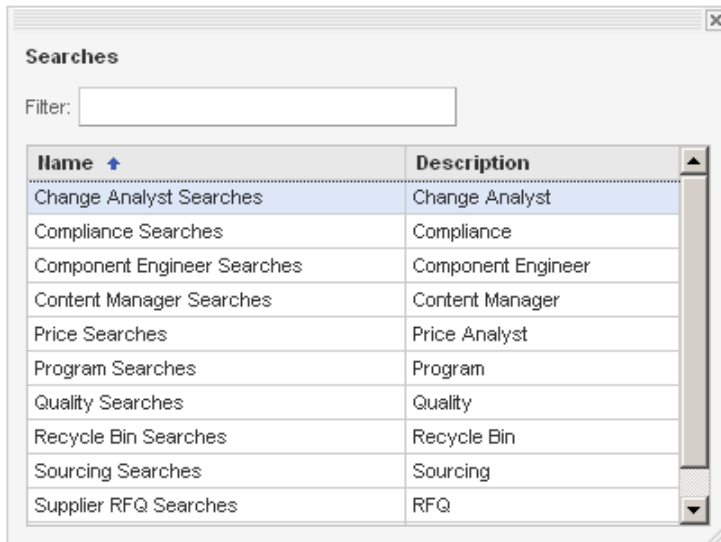 Searches
Filter:
Name Description
Change Analyst Searches Change Analyst
Compliance Searches Compliance
Component Engineer Searches Component Engineer
Content Manager Searches Content Manager
Price Searches Price Analyst
Program Searches Program
Quality Searches Quality
Recycle Bin Searches Recycle Bin
Sourcing Searches Sourcing
Supplier RFQ Searches RFQ